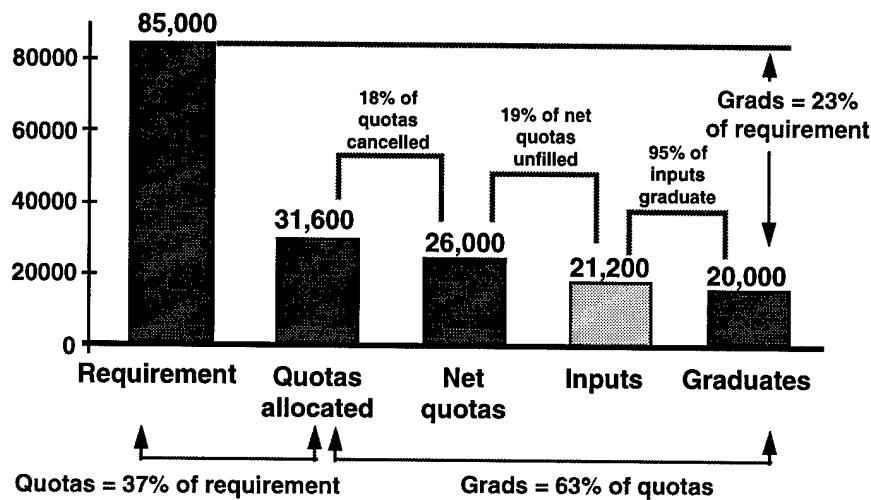 85,000
80000
60000
40000
20000
0
18% of
quotas
cancelled
19% of net
quotas
unfilled
95% of
inputs
graduate
Grads = 23%
of requirement
31,600
26,000
21,200
20,000
Requirement
Quotas
allocated
Net
quotas
Inputs
Graduates
Quotas = 37% of requirement
Grads = 63% of quotas